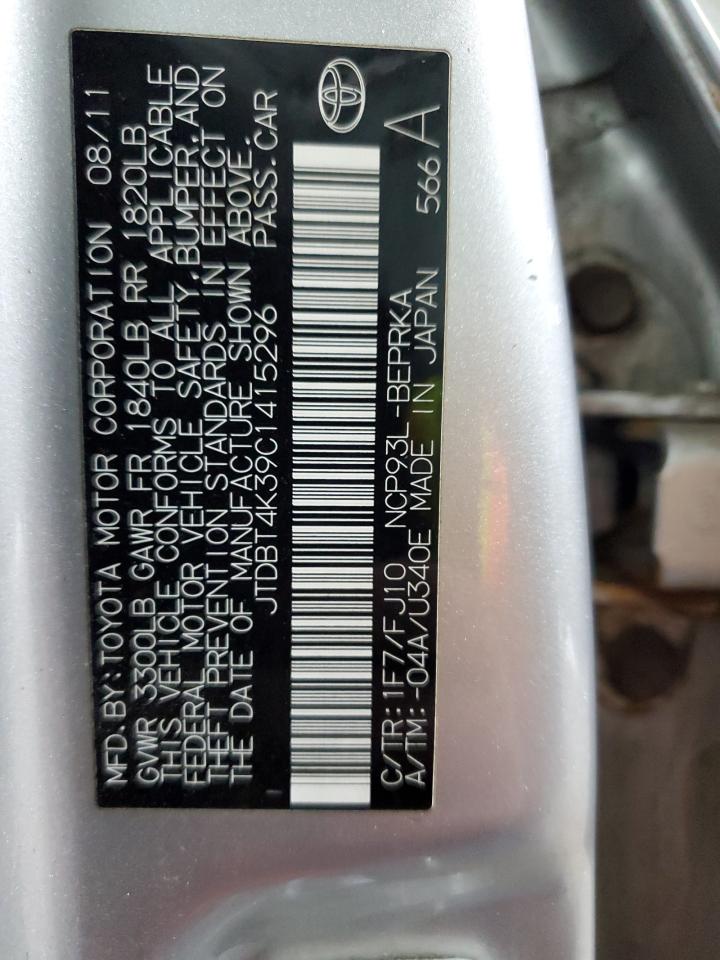 MFD. BY: TOYOTA MOTOR CORPORATION 08/11
GVWR 3300LB GAWR FR 1840LB RR 1820LB
THIS VEHICLE CONFORMS TO ALL APPLICABLE
FEDERAL MOTOR VEHICLE SAFETY, BUMPER, AND
THEFT PREVENTION STANDARDS IN EFFECT ON
THE DATE OF MANUFACTURE SHOWN ABOVE.
JTDBT4K39C1415296 PASS. CAR
C/TR: 1F7/FJ10 NCP93L-BEPRKA
A/TM: -04A/U340E MADE IN JAPAN 566 A